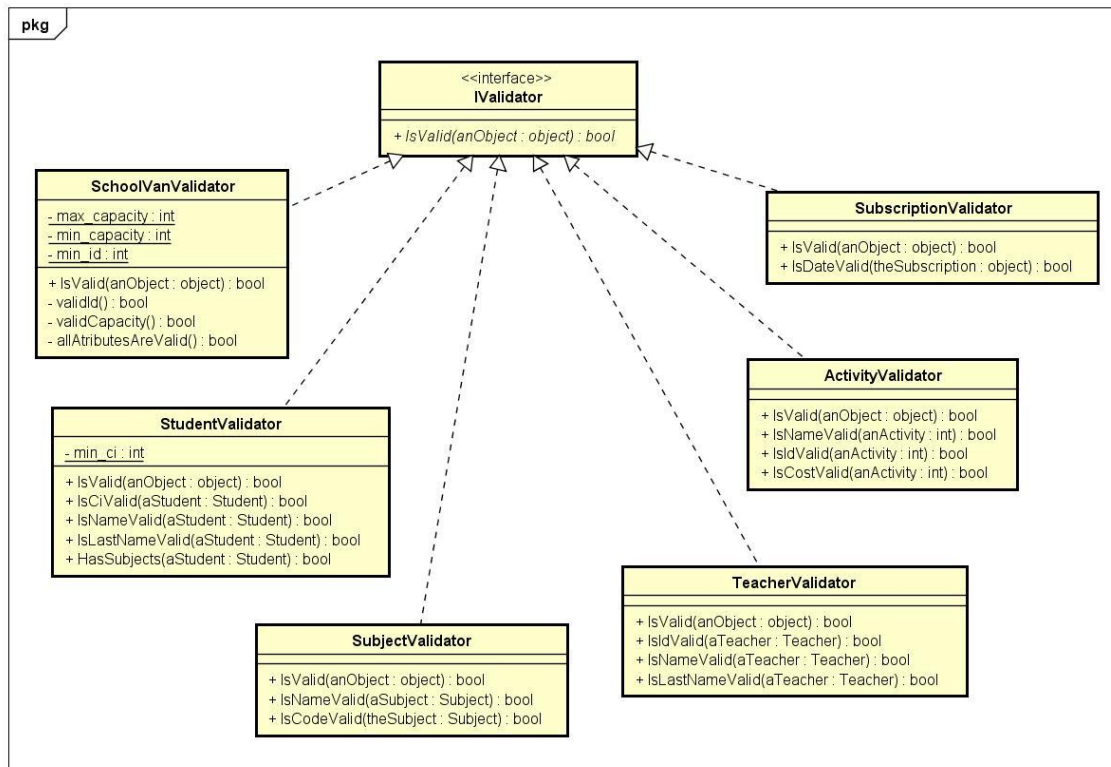 pkg
<<interface>>
IValidator
+ IsValid(anObject : object) : bool
SchoolVanValidator
- max_capacity : int
- min_capacity : int
- min_id : int
+ IsValid(anObject : object) : bool
- validId() : bool
- validCapacity() : bool
- allAtributesAreValid() : bool
SubscriptionValidator
+ IsValid(anObject : object) : bool
+ IsDateValid(theSubscription : object) : bool
ActivityValidator
+ IsValid(anObject : object) : bool
+ IsNameValid(anActivity : int) : bool
+ IsIdValid(anActivity : int) : bool
+ IsCostValid(anActivity : int) : bool
StudentValidator
- min_ci : int
+ IsValid(anObject : object) : bool
+ IsCiValid(aStudent : Student) : bool
+ IsNameValid(aStudent : Student) : bool
+ IsLastNameValid(aStudent : Student) : bool
+ HasSubjects(aStudent : Student) : bool
TeacherValidator
+ IsValid(anObject : object) : bool
+ IsIdValid(aTeacher : Teacher) : bool
+ IsNameValid(aTeacher : Teacher) : bool
+ IsLastNameValid(aTeacher : Teacher) : bool
SubjectValidator
+ IsValid(anObject : object) : bool
+ IsNameValid(aSubject : Subject) : bool
+ IsCodeValid(theSubject : Subject) : bool